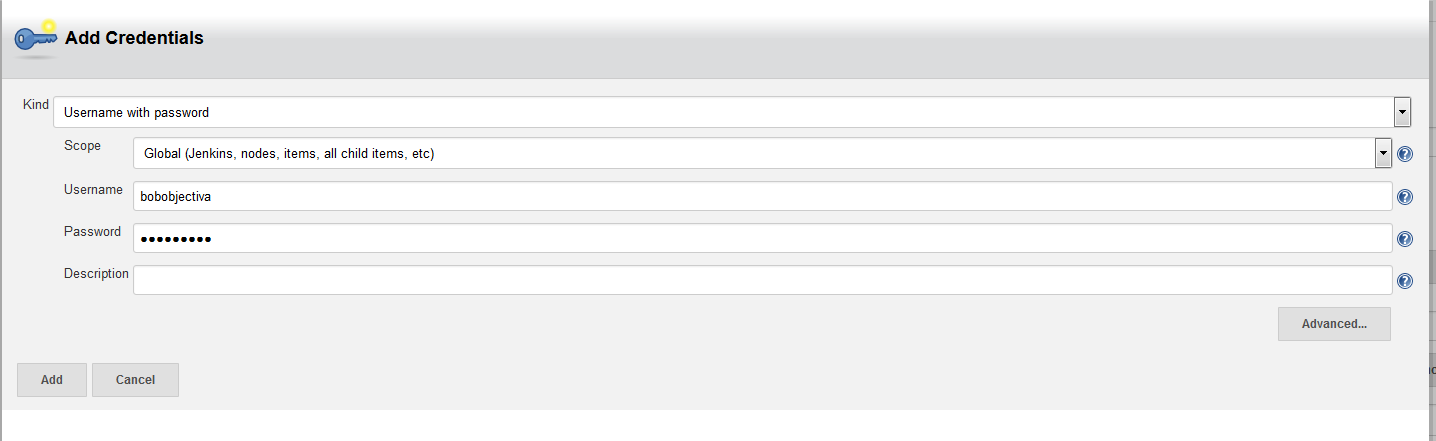 Add Credentials
Kind Username with password
Scope Global (Jenkins, nodes, items, all child items, etc)
Username bobobjectiva
Password •••••••••
Description
Advanced...
Add Cancel